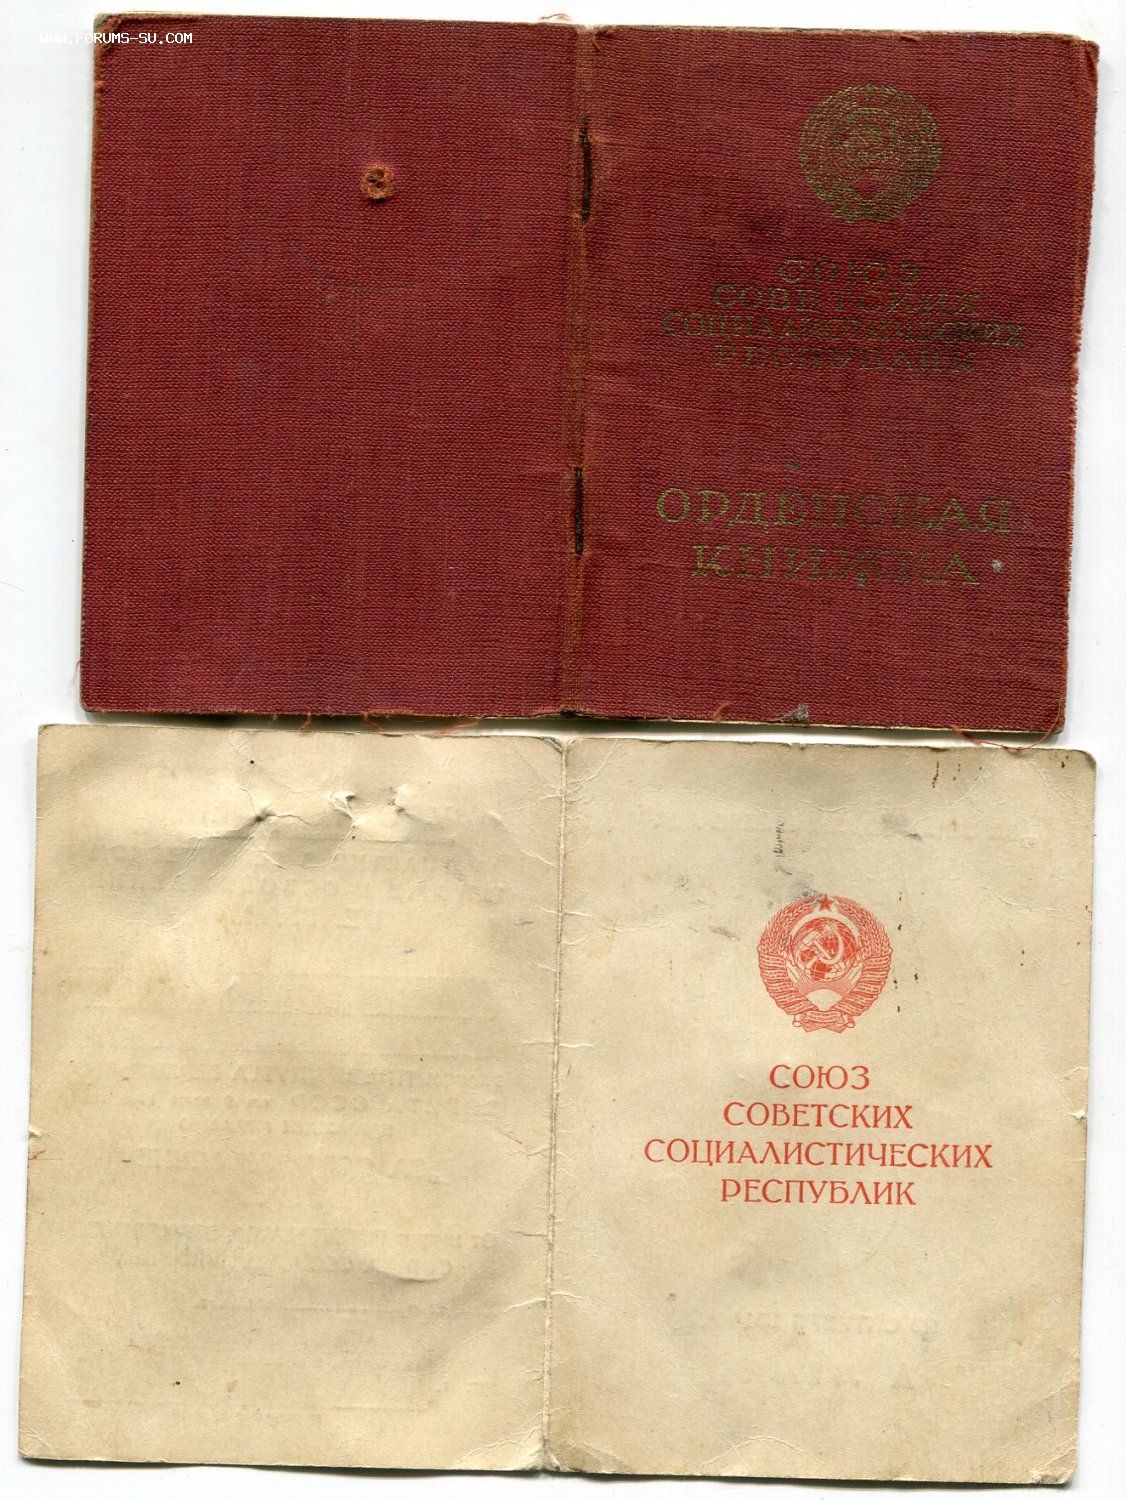 WWW.FORUMS-SU.COM
СОЮЗ
СОВЕТСКИХ
СОЦИАЛИСТИЧЕСКИХ
РЕСПУБЛИК
ОРДЕНСКАЯ
КНИЖКА
СОЮЗ
СОВЕТСКИХ
СОЦИАЛИСТИЧЕСКИХ
РЕСПУБЛИК